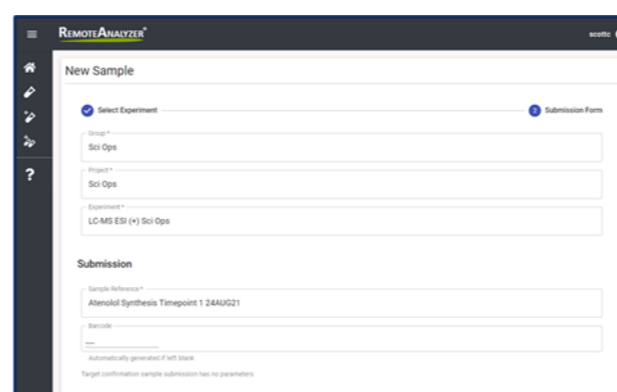 REMOTEANALYZER®
scottc
New Sample
Select Experiment
2 Submission Form
Group *
Sci Ops
Project *
Sci Ops
Experiment *
LC-MS ESI (+) Sci Ops
Submission
Sample Reference *
Atenolol Synthesis Timepoint 1 24AUG21
Barcode
__
Automatically generated if left blank
Target confirmation sample submission has no parameters
?